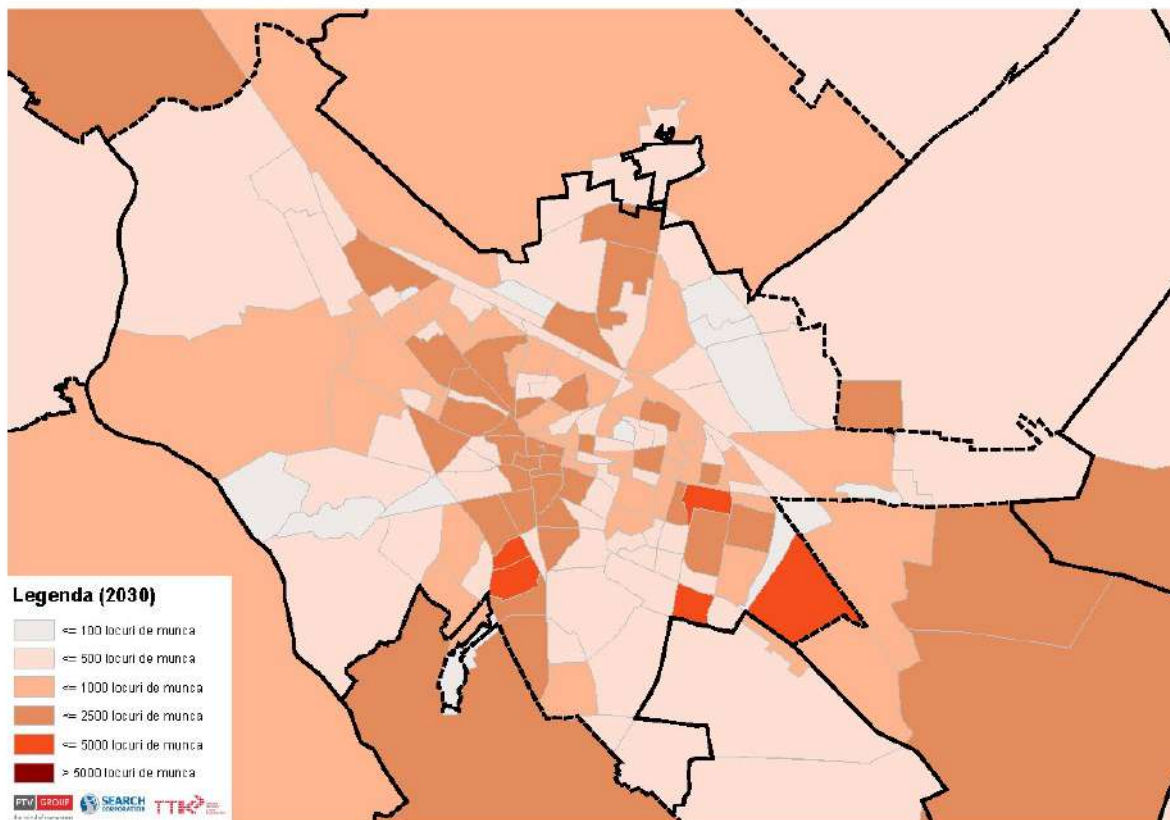 Legenda (2030)
<= 100 locuri de munca
<= 500 locuri de munca
<= 1000 locuri de munca
<= 2500 locuri de munca
<= 5000 locuri de munca
> 5000 locuri de munca
PTV GROUP
SEARCH CORPORATION
TTK